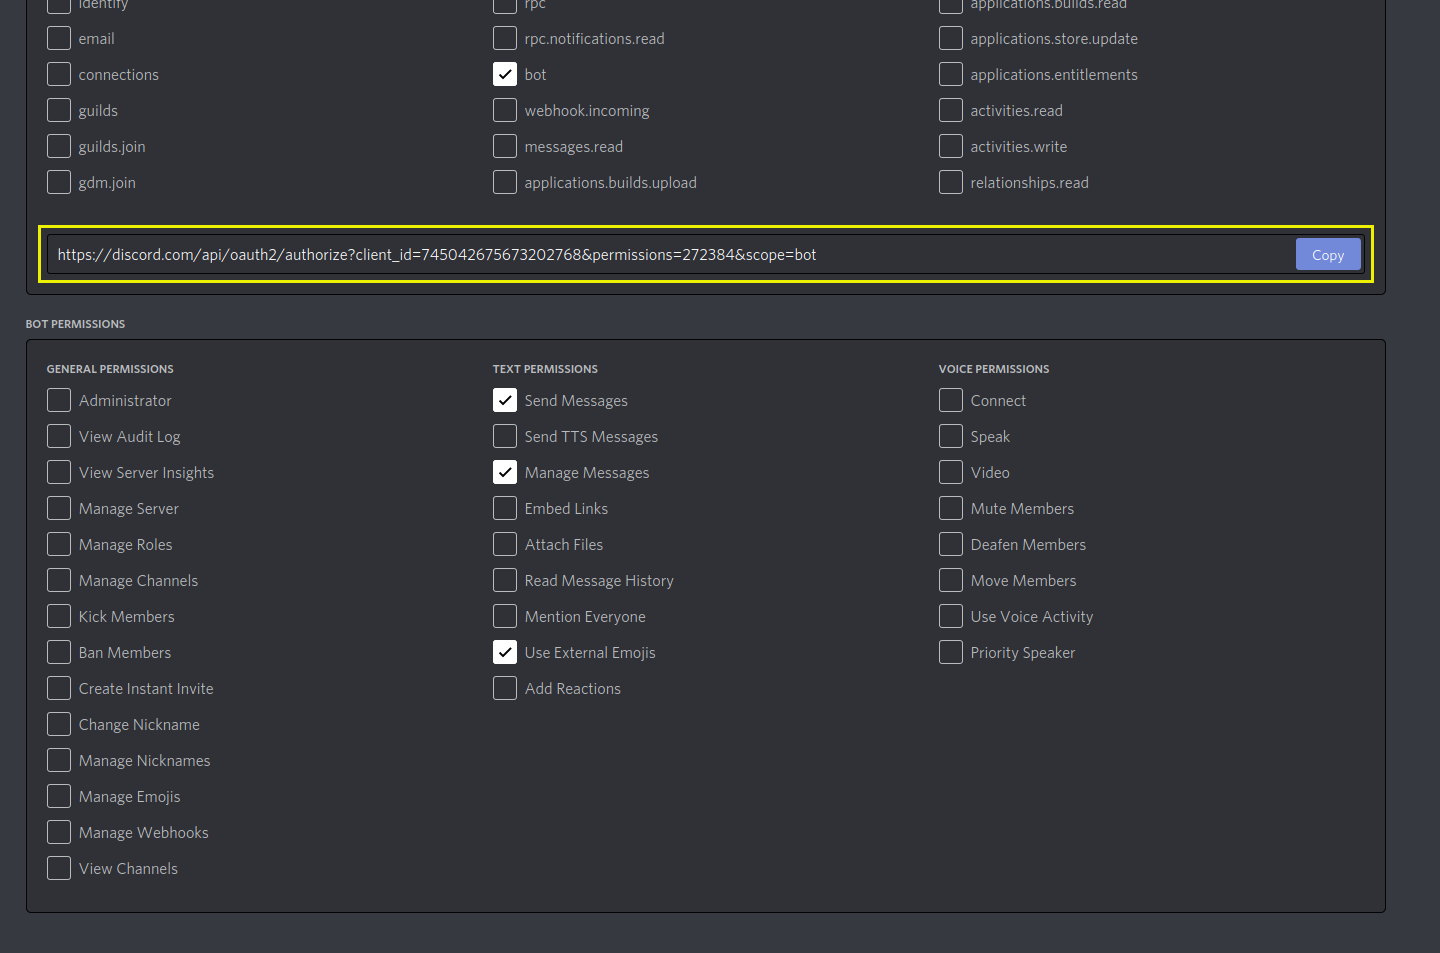 identify
rpc
applications.builds.read
email
rpc.notifications.read
applications.store.update
connections
bot
applications.entitlements
guilds
webhook.incoming
activities.read
guilds.join
messages.read
activities.write
gdm.join
applications.builds.upload
relationships.read
https://discord.com/api/oauth2/authorize?client_id=745042675673202768&permissions=272384&scope=bot
Copy
BOT PERMISSIONS
GENERAL PERMISSIONS
Administrator
View Audit Log
View Server Insights
Manage Server
Manage Roles
Manage Channels
Kick Members
Ban Members
Create Instant Invite
Change Nickname
Manage Nicknames
Manage Emojis
Manage Webhooks
View Channels
TEXT PERMISSIONS
Send Messages
Send TTS Messages
Manage Messages
Embed Links
Attach Files
Read Message History
Mention Everyone
Use External Emojis
Add Reactions
VOICE PERMISSIONS
Connect
Speak
Video
Mute Members
Deafen Members
Move Members
Use Voice Activity
Priority Speaker